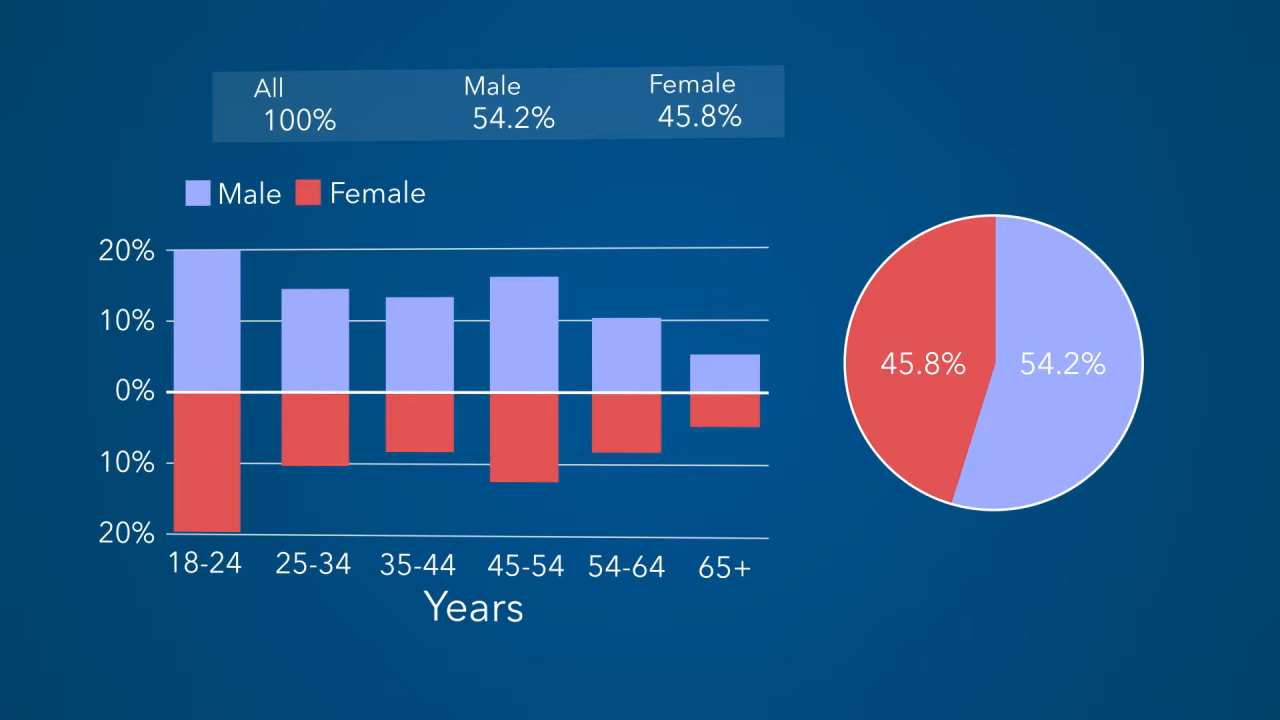 All Male Female
100% 54.2% 45.8%
Male Female
20%
10%
0%
10%
20%
18-24 25-34 35-44 45-54 54-64 65+
Years
45.8% 54.2%